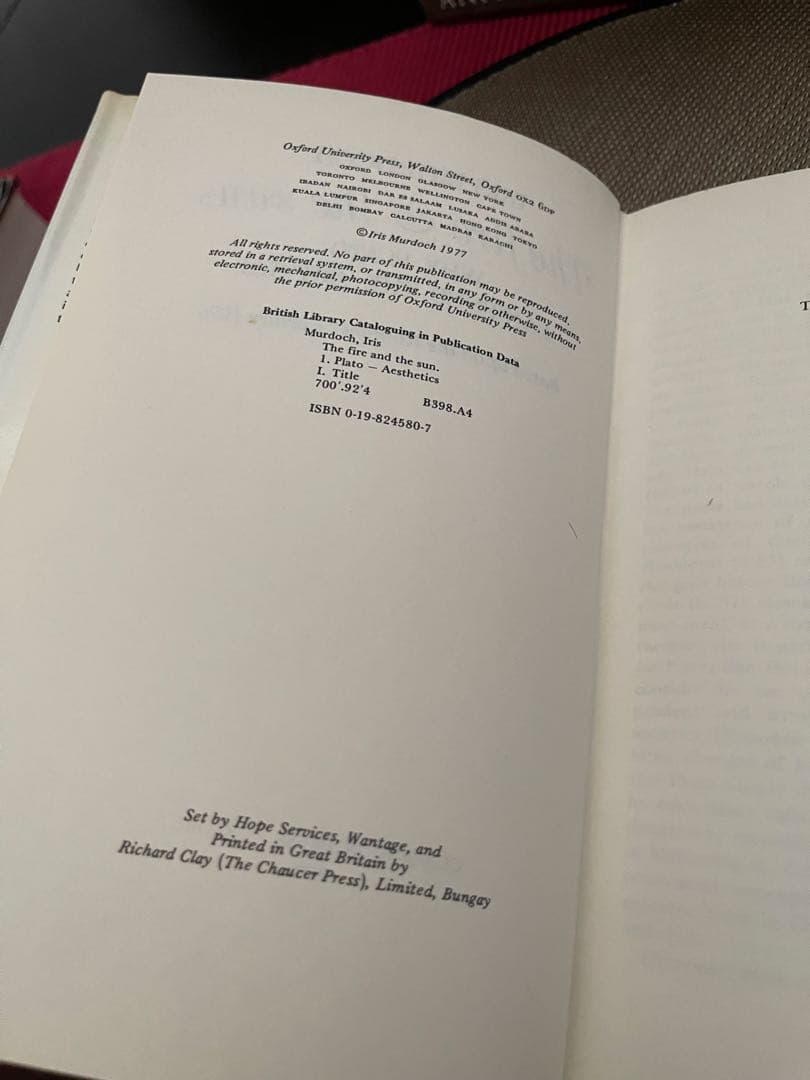 Oxford University Press, Walton Street, Oxford OX2 6DP
OXFORD LONDON GLASGOW NEW YORK
TORONTO MELBOURNE WELLINGTON CAPE TOWN
IBADAN NAIROBI DAR ES SALAAM LUSAKA ADDIS ABABA
KUALA LUMPUR SINGAPORE JAKARTA HONG KONG TOKYO
DELHI BOMBAY CALCUTTA MADRAS KARACHI
©Iris Murdoch 1977
All rights reserved. No part of this publication may be reproduced,
stored in a retrieval system, or transmitted, in any form or by any means,
electronic, mechanical, photocopying, recording or otherwise, without
the prior permission of Oxford University Press
British Library Cataloguing in Publication Data
Murdoch, Iris
The fire and the sun.
1. Plato — Aesthetics
I. Title
700'.92'4 B398.A4
ISBN 0-19-824580-7
Set by Hope Services, Wantage, and
Printed in Great Britain by
Richard Clay (The Chaucer Press), Limited, Bungay
T